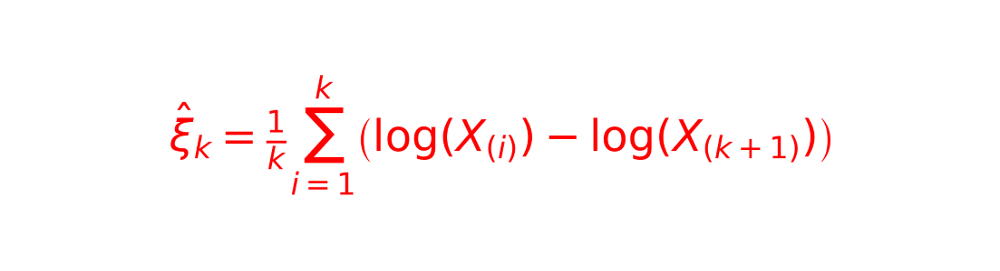 $\hat{\xi}_k = \frac{1}{k} \sum_{i=1}^{k} \left( \log(X_{(i)}) - \log(X_{(k+1)}) \right)$